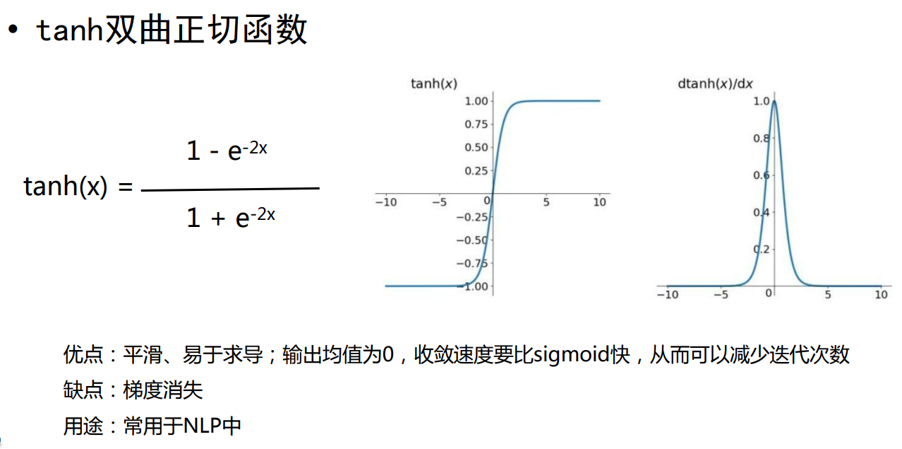 • tanh双曲正切函数
tanh(x) =
1 - e-2x
1 + e-2x
tanh(x)
1.00
0.75
0.50
0.25
−10
−5
0
5
10
−0.25
−0.50
−0.75
−1.00
dtanh(x)/dx
1.0
0.8
0.6
0.4
0.2
−10
−5
0
5
10
优点：平滑、易于求导；输出均值为0，收敛速度要比sigmoid快，从而可以减少迭代次数
缺点：梯度消失
用途：常用于NLP中